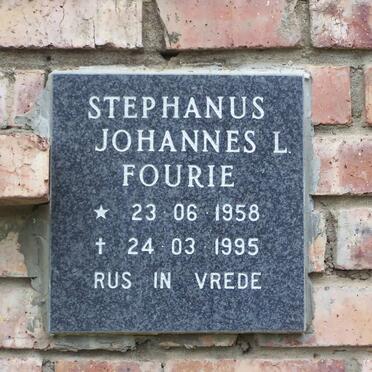 STEPHANUS
JOHANNES L.
FOURIE
★ 23 06 1958
† 24 03 1995
RUS IN VREDE